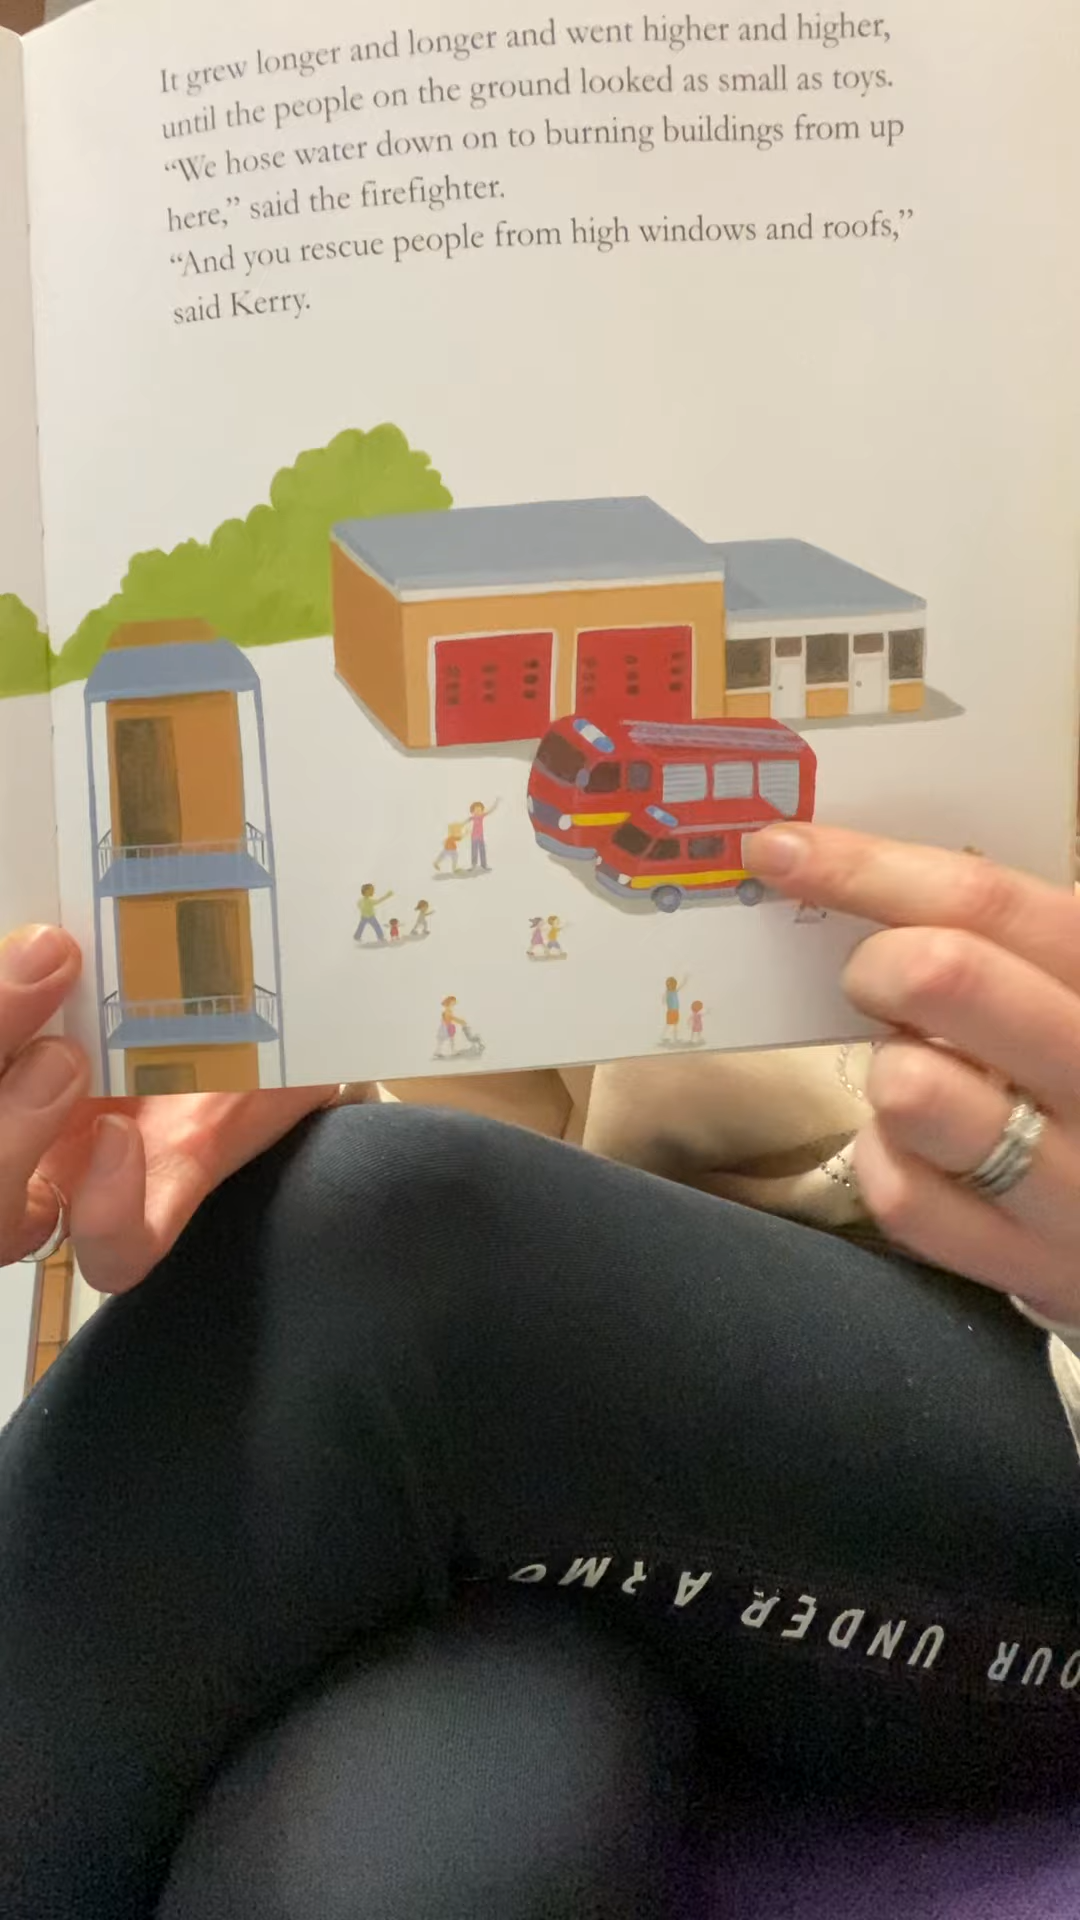 It grew longer and longer and went higher and higher,
until the people on the ground looked as small as toys.
“We hose water down on to burning buildings from up
here,” said the firefighter.
“And you rescue people from high windows and roofs,”
said Kerry.
OUR UNDER ARMO